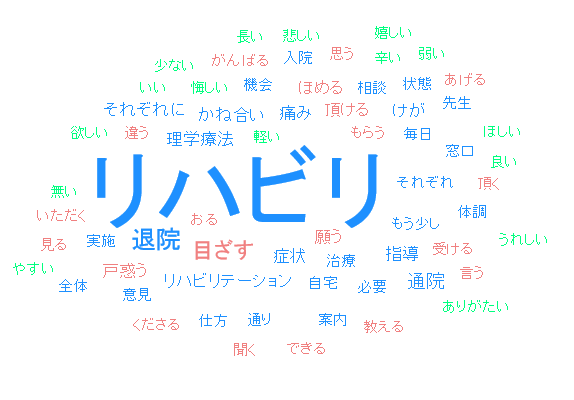 嬉しい
長い 悲しい
がんばる 入院 思う 辛い 弱い
少ない
いい 悔しい 機会 ほめる 相談 状態 あげる
それぞれに かね合い 痛み 頂ける けが 先生
欲しい 違う 理学療法 軽い もらう 毎日 ほしい
窓口 良い
リハビリ
無い それぞれ 頂く
いただく おる もう少し 体調
見る 実施 退院 目ざす 願う うれしい
症状 治療 指導 受ける
やすい 戸惑う リハビリテーション 自宅 必要 通院 言う
全体 意見
ありがたい
くださる 仕方 通り 案内 教える
聞く できる